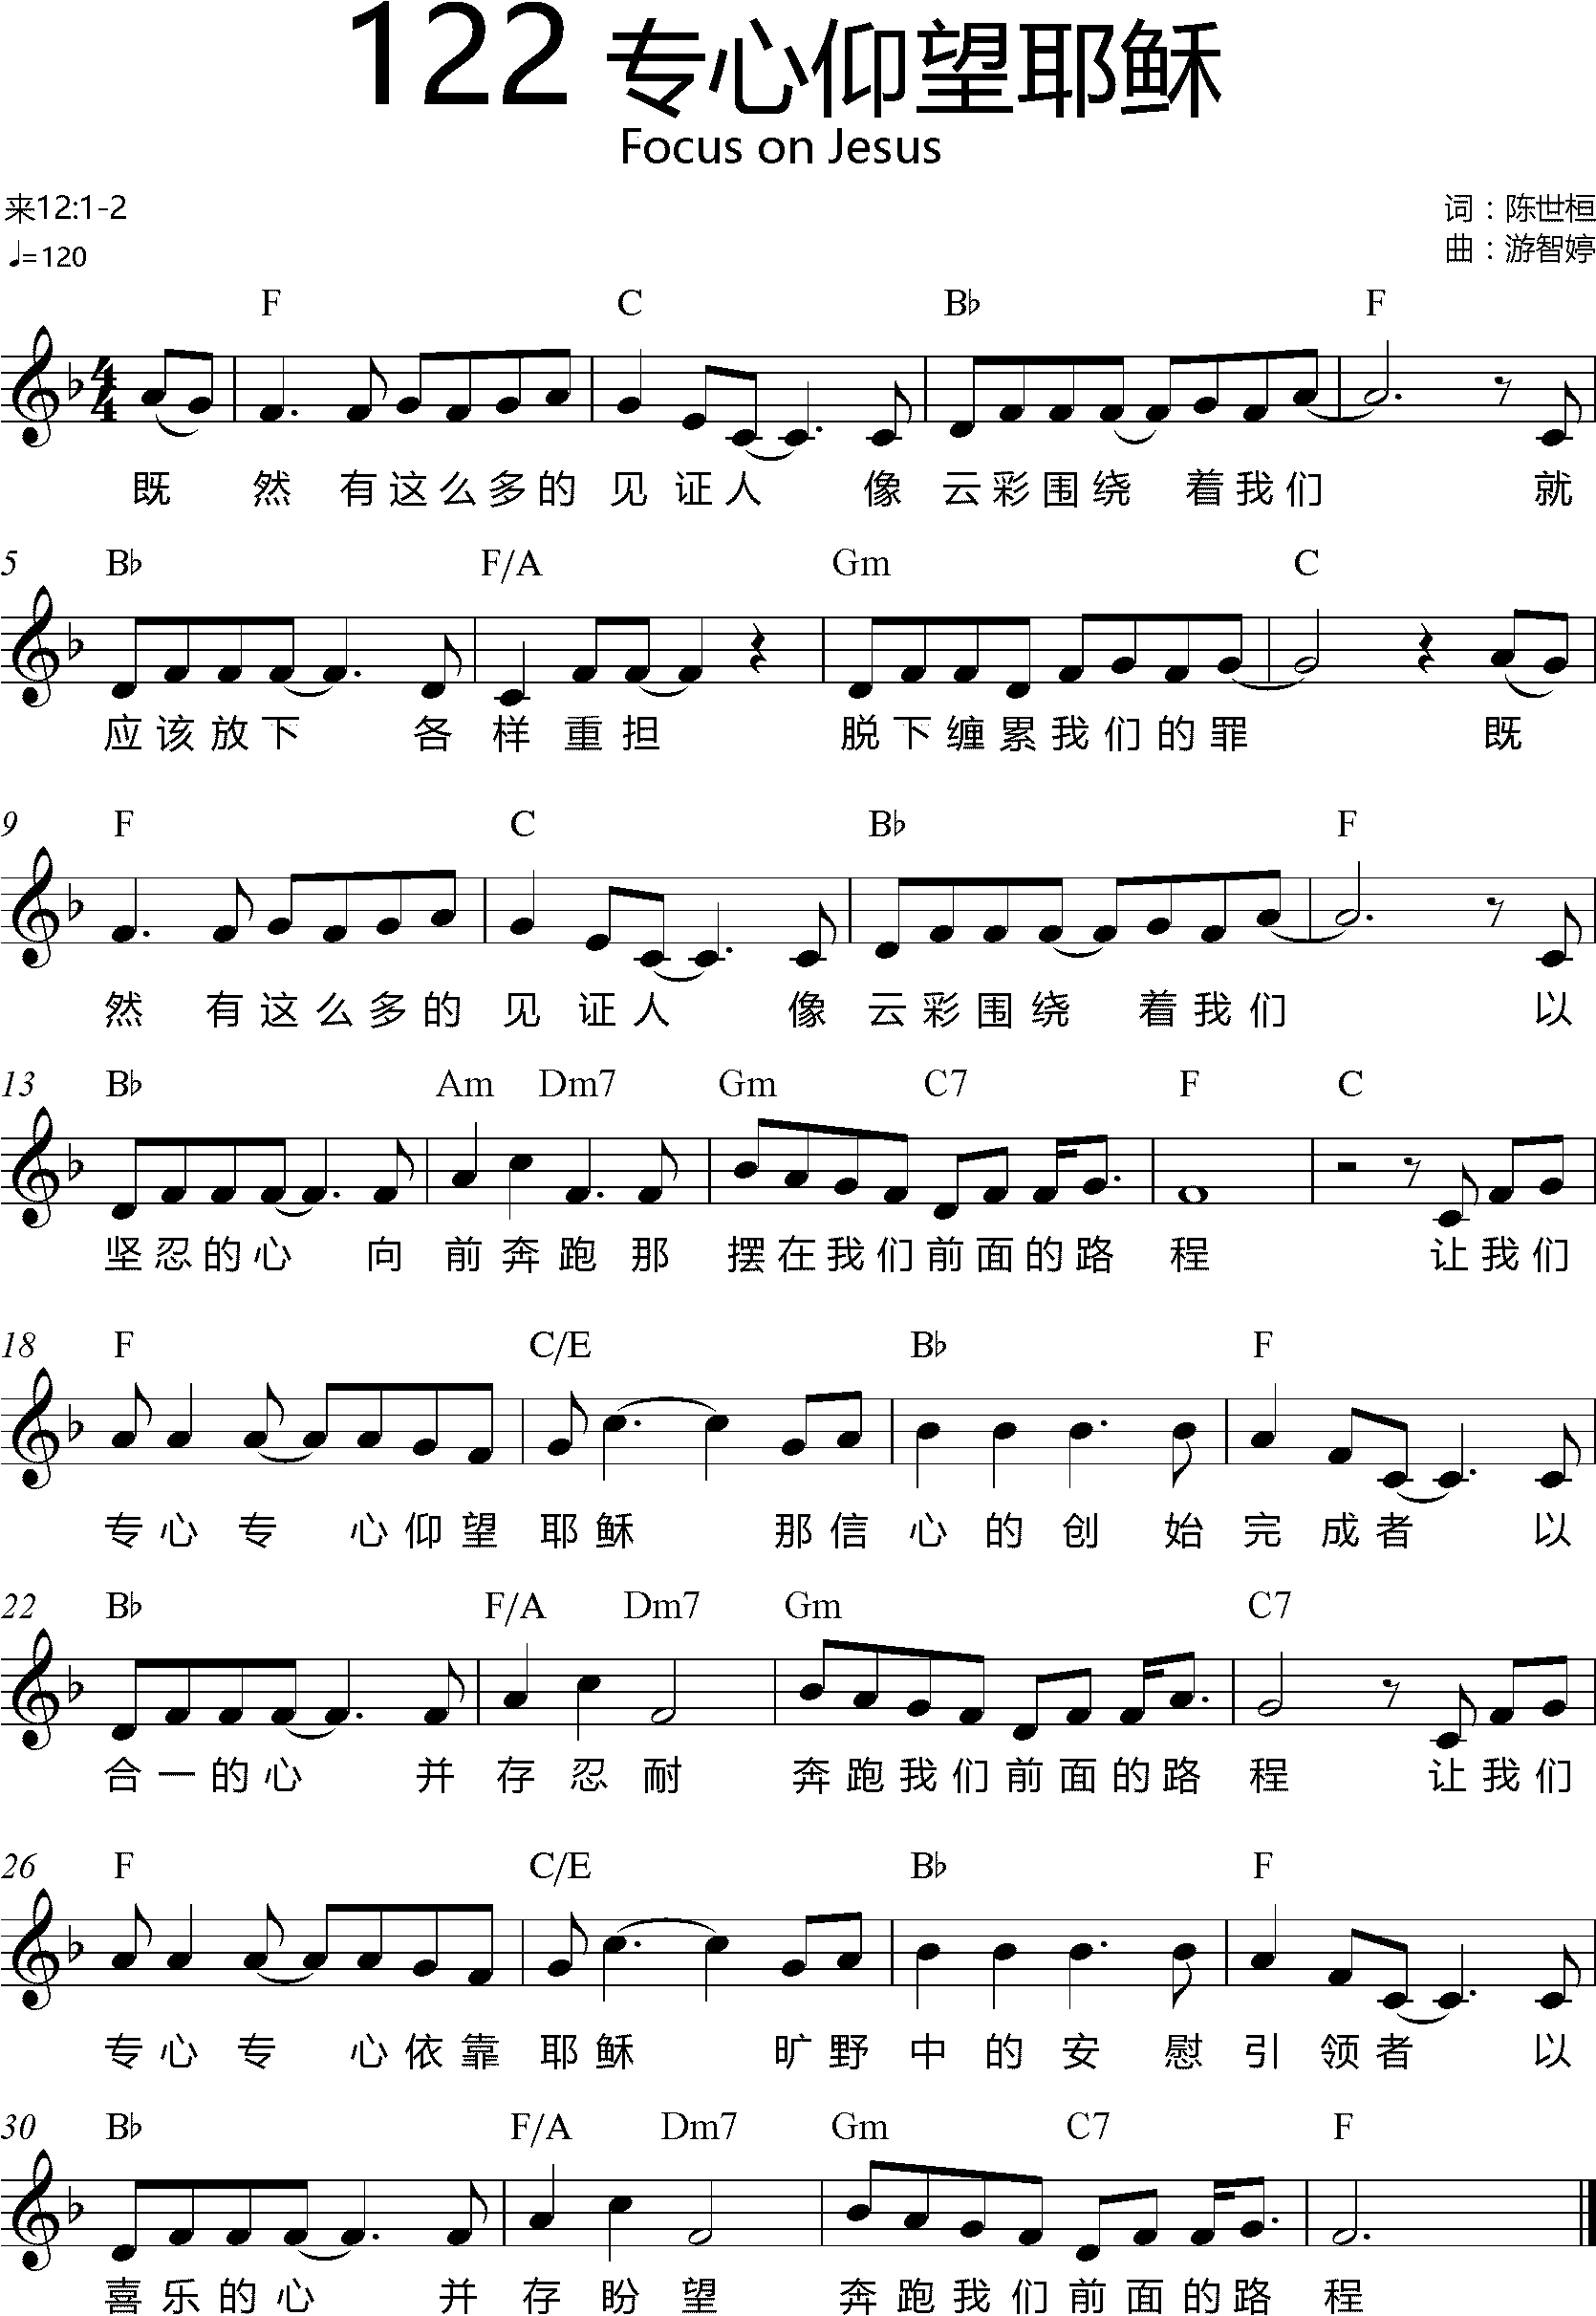 122 专心仰望耶稣
Focus on Jesus
来12:1-2
词：陈世桓
♩=120
曲：游智婷
F C B♭ F
4/4
既 然 有 这 么 多 的 见 证 人 像 云 彩 围 绕 着 我 们 就
5 B♭ F/A Gm C
应 该 放 下 各 样 重 担 脱 下 缠 累 我 们 的 罪 既
9 F C B♭ F
然 有 这 么 多 的 见 证 人 像 云 彩 围 绕 着 我 们 以
13 B♭ Am Dm7 Gm C7 F C
坚 忍 的 心 向 前 奔 跑 那 摆 在 我 们 前 面 的 路 程 让 我 们
18 F C/E B♭ F
专 心 专 心 仰 望 耶 稣 那 信 心 的 创 始 完 成 者 以
22 B♭ F/A Dm7 Gm C7
合 一 的 心 并 存 忍 耐 奔 跑 我 们 前 面 的 路 程 让 我 们
26 F C/E B♭ F
专 心 专 心 依 靠 耶 稣 旷 野 中 的 安 慰 引 领 者 以
30 B♭ F/A Dm7 Gm C7 F
喜 乐 的 心 并 存 盼 望 奔 跑 我 们 前 面 的 路 程